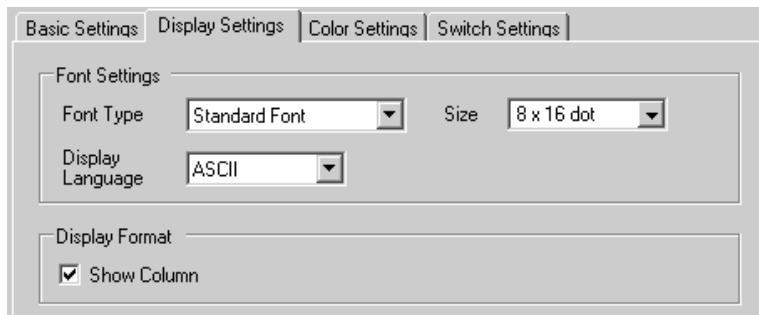 Basic Settings Display Settings Color Settings Switch Settings
Font Settings
Font Type Standard Font Size 8 x 16 dot
Display
Language ASCII
Display Format
Show Column